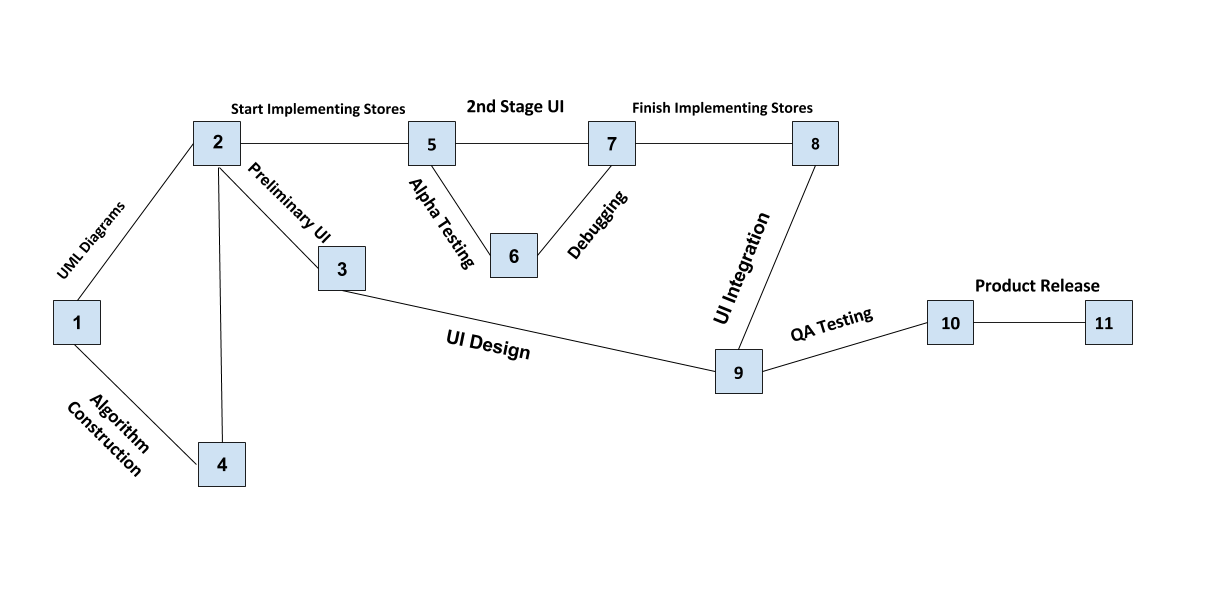 2nd Stage UI
Start Implementing Stores
Finish Implementing Stores
2
5
7
8
Preliminary UI
Alpha Testing
Debugging
UML Diagrams
6
3
UI Integration
Product Release
1
10
11
QA Testing
UI Design
9
Algorithm
Construction
4